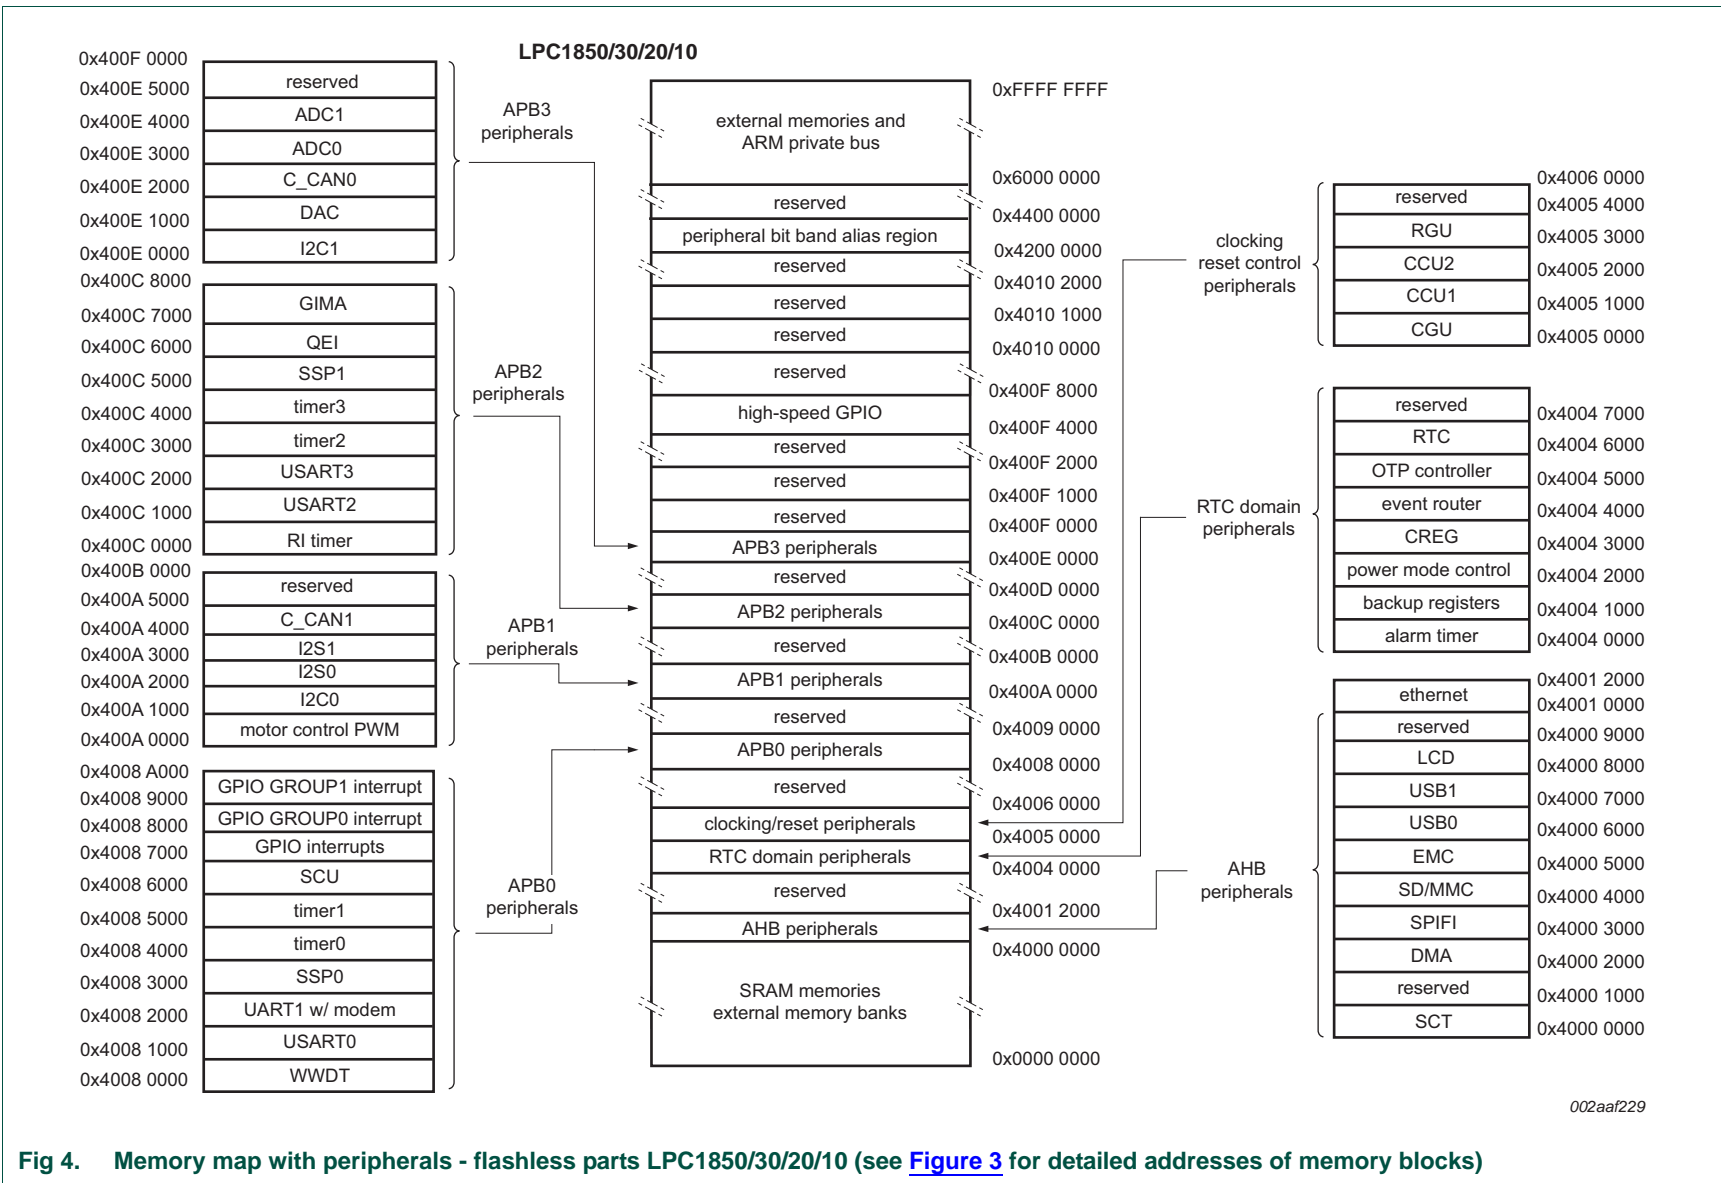 LPC1850/30/20/10
0x400F 0000
reserved
0x400E 5000
ADC1
0x400E 4000
ADC0
0x400E 3000
C_CAN0
0x400E 2000
DAC
0x400E 1000
I2C1
0x400E 0000
APB3
peripherals
0x400C 8000
GIMA
0x400C 7000
QEI
0x400C 6000
SSP1
0x400C 5000
timer3
0x400C 4000
timer2
0x400C 3000
USART3
0x400C 2000
USART2
0x400C 1000
RI timer
0x400C 0000
APB2
peripherals
0x400B 0000
reserved
0x400A 5000
C_CAN1
0x400A 4000
I2S1
0x400A 3000
I2S0
0x400A 2000
I2C0
0x400A 1000
motor control PWM
0x400A 0000
APB1
peripherals
0x4008 A000
GPIO GROUP1 interrupt
0x4008 9000
GPIO GROUP0 interrupt
0x4008 8000
GPIO interrupts
0x4008 7000
SCU
0x4008 6000
timer1
0x4008 5000
timer0
0x4008 4000
SSP0
0x4008 3000
UART1 w/ modem
0x4008 2000
USART0
0x4008 1000
WWDT
0x4008 0000
APB0
peripherals
0xFFFF FFFF
external memories and
ARM private bus
0x6000 0000
reserved
0x4400 0000
peripheral bit band alias region
0x4200 0000
reserved
0x4010 2000
reserved
0x4010 1000
reserved
0x4010 0000
reserved
0x400F 8000
high-speed GPIO
0x400F 4000
reserved
0x400F 2000
reserved
0x400F 1000
reserved
0x400F 0000
APB3 peripherals
0x400E 0000
reserved
0x400D 0000
APB2 peripherals
0x400C 0000
reserved
0x400B 0000
APB1 peripherals
0x400A 0000
reserved
0x4009 0000
APB0 peripherals
0x4008 0000
reserved
0x4006 0000
clocking/reset peripherals
0x4005 0000
RTC domain peripherals
0x4004 0000
reserved
0x4001 2000
AHB peripherals
0x4000 0000
SRAM memories
external memory banks
0x0000 0000
clocking
reset control
peripherals
0x4006 0000
reserved
0x4005 4000
RGU
0x4005 3000
CCU2
0x4005 2000
CCU1
0x4005 1000
CGU
0x4005 0000
RTC domain
peripherals
reserved
0x4004 7000
RTC
0x4004 6000
OTP controller
0x4004 5000
event router
0x4004 4000
CREG
0x4004 3000
power mode control
0x4004 2000
backup registers
0x4004 1000
alarm timer
0x4004 0000
AHB
peripherals
0x4001 2000
ethernet
0x4001 0000
reserved
0x4000 9000
LCD
0x4000 8000
USB1
0x4000 7000
USB0
0x4000 6000
EMC
0x4000 5000
SD/MMC
0x4000 4000
SPIFI
0x4000 3000
DMA
0x4000 2000
reserved
0x4000 1000
SCT
0x4000 0000
002aaf229
Fig 4. Memory map with peripherals - flashless parts LPC1850/30/20/10 (see Figure 3 for detailed addresses of memory blocks)